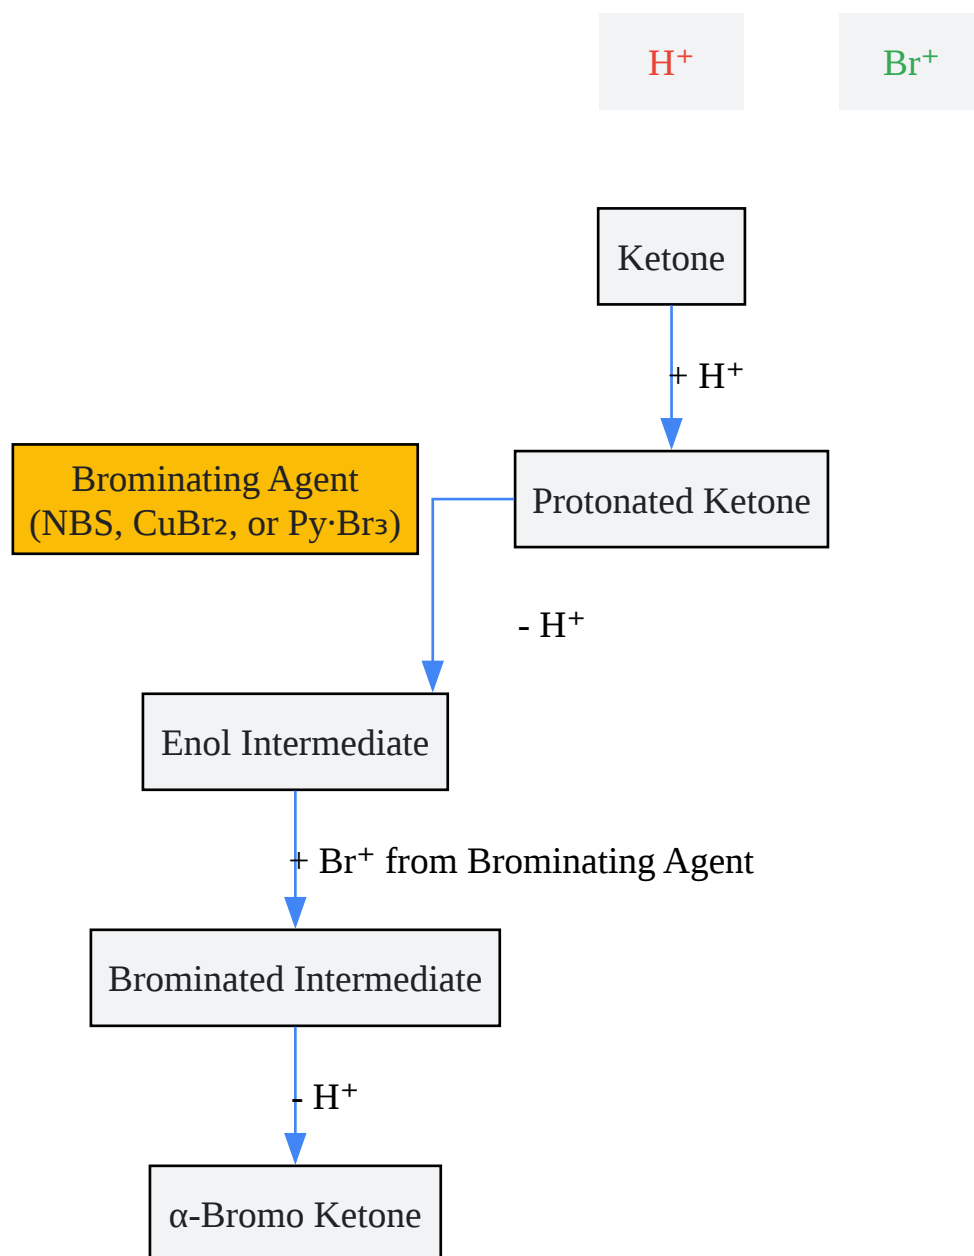 H⁺
Br⁺
Ketone
+ H⁺
Brominating Agent
(NBS, CuBr₂, or Py·Br₃)
Protonated Ketone
- H⁺
Enol Intermediate
+ Br⁺ from Brominating Agent
Brominated Intermediate
- H⁺
α-Bromo Ketone